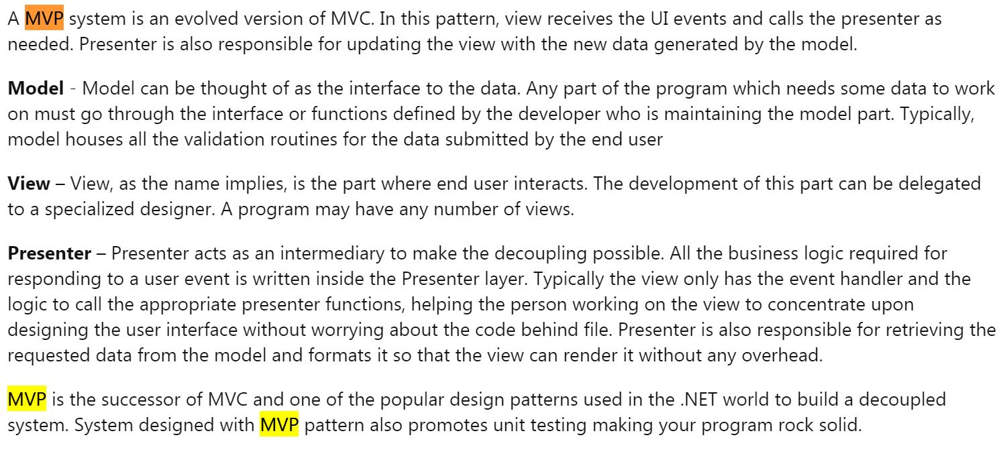 A MVP system is an evolved version of MVC. In this pattern, view receives the UI events and calls the presenter as
needed. Presenter is also responsible for updating the view with the new data generated by the model.
Model - Model can be thought of as the interface to the data. Any part of the program which needs some data to work
on must go through the interface or functions defined by the developer who is maintaining the model part. Typically,
model houses all the validation routines for the data submitted by the end user
View – View, as the name implies, is the part where end user interacts. The development of this part can be delegated
to a specialized designer. A program may have any number of views.
Presenter – Presenter acts as an intermediary to make the decoupling possible. All the business logic required for
responding to a user event is written inside the Presenter layer. Typically the view only has the event handler and the
logic to call the appropriate presenter functions, helping the person working on the view to concentrate upon
designing the user interface without worrying about the code behind file. Presenter is also responsible for retrieving the
requested data from the model and formats it so that the view can render it without any overhead.
MVP is the successor of MVC and one of the popular design patterns used in the .NET world to build a decoupled
system. System designed with MVP pattern also promotes unit testing making your program rock solid.